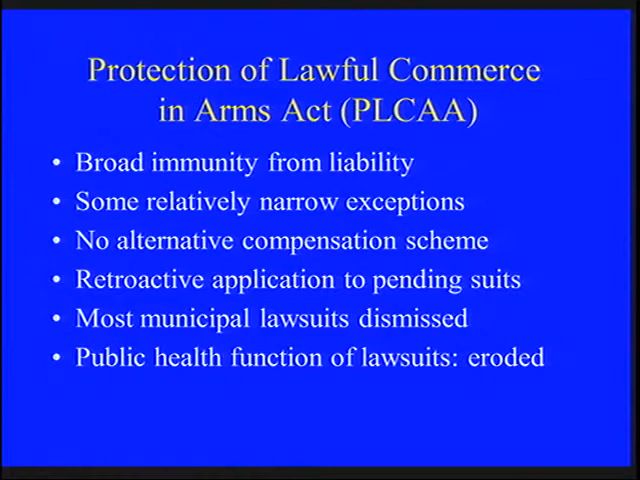 Protection of Lawful Commerce
in Arms Act (PLCAA)
• Broad immunity from liability
• Some relatively narrow exceptions
• No alternative compensation scheme
• Retroactive application to pending suits
• Most municipal lawsuits dismissed
• Public health function of lawsuits: eroded